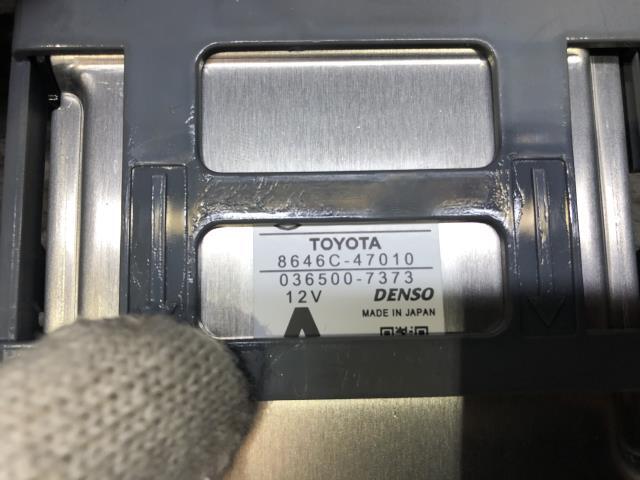 TOYOTA
8646C-47010
036500-7373
12V DENSO
MADE IN JAPAN
A